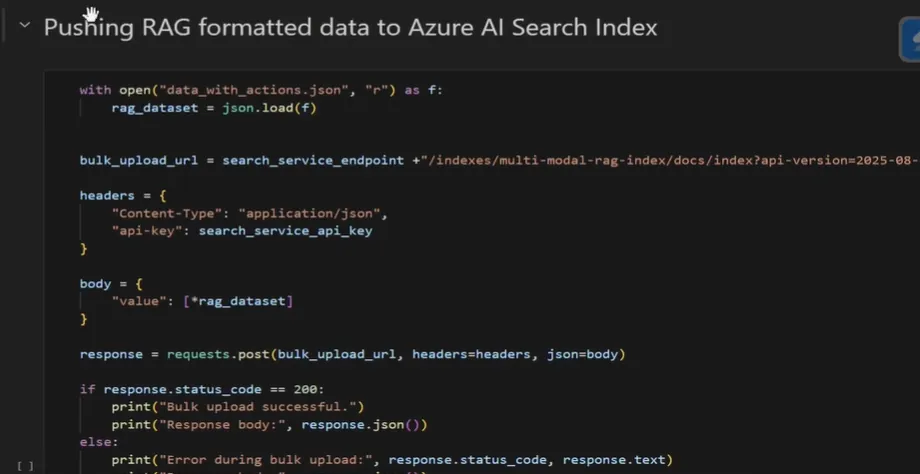 Pushing RAG formatted data to Azure AI Search Index
with open("data_with_actions.json", "r") as f:
rag_dataset = json.load(f)
bulk_upload_url = search_service_endpoint +"/indexes/multi-modal-rag-index/docs/index?api-version=2025-08-
headers = {
"Content-Type": "application/json",
"api-key": search_service_api_key
}
body = {
"value": [*rag_dataset]
}
response = requests.post(bulk_upload_url, headers=headers, json=body)
if response.status_code == 200:
print("Bulk upload successful.")
print("Response body:", response.json())
else:
print("Error during bulk upload:", response.status_code, response.text)
[ ]